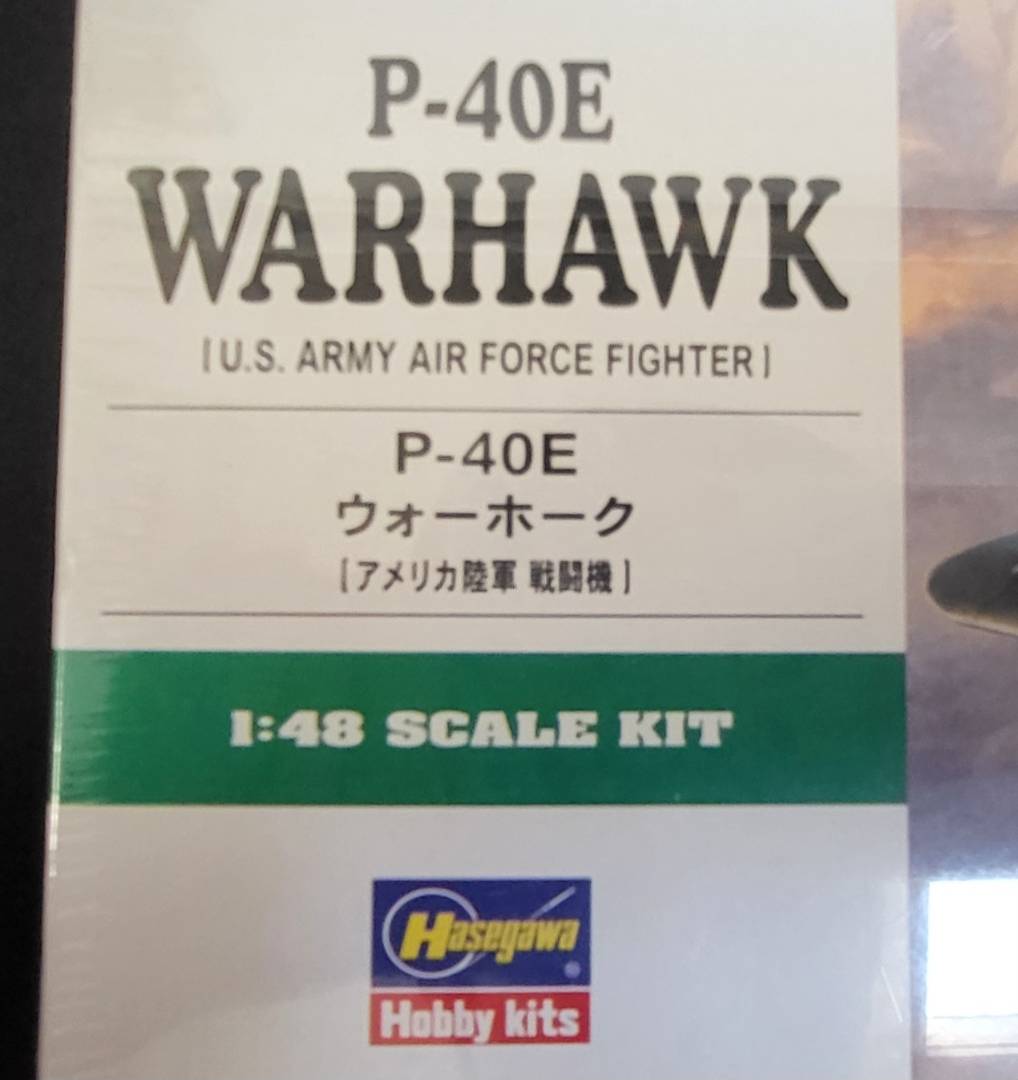 P-40E
WARHAWK
[U.S. ARMY AIR FORCE FIGHTER]
P-40E
ウォーホーク
[アメリカ陸軍 戦闘機]
1:48 SCALE KIT
Hasegawa
Hobby kits